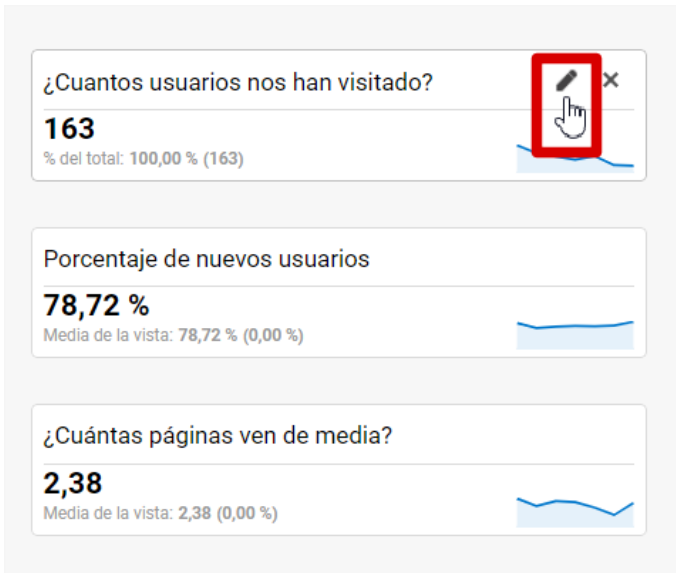 ¿Cuantos usuarios nos han visitado?
163
% del total: 100,00 % (163)
Porcentaje de nuevos usuarios
78,72 %
Media de la vista: 78,72 % (0,00 %)
¿Cuántas páginas ven de media?
2,38
Media de la vista: 2,38 (0,00 %)